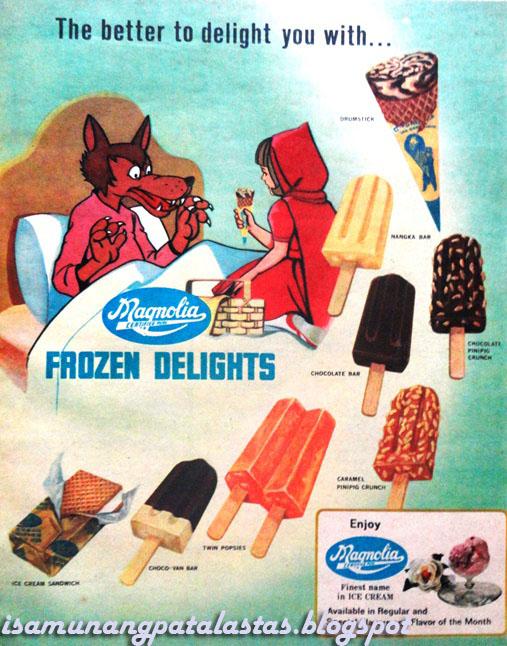 The better to delight you with...
DRUMSTICK
NANGKA BAR
CHOCOLATE
PINIPIG
CRUNCH
CHOCOLATE BAR
Magnolia
FROZEN DELIGHTS
CARAMEL
PINIPIG CRUNCH
TWIN POPSIES
CHOCO-VAN BAR
ICE CREAM SANDWICH
Enjoy
Magnolia
Finest name
in ICE CREAM
Available in Regular and
Flavor of the Month
isamunangpatalastas.blogspot